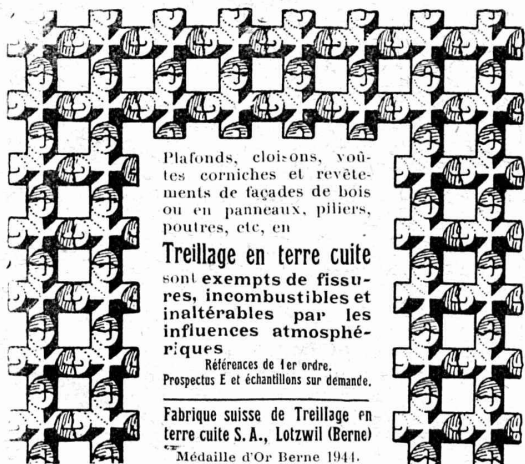 Plafonds, cloisons, voû-
tes corniches et revête-
ments de façades de bois
ou en panneaux, piliers,
poutres, etc, en
Treillage en terre cuite
sont exempts de fissu-
res, incombustibles et
inaltérables par les
influences atmosphé-
riques
Références de 1er ordre.
Prospectus E et échantillons sur demande.
Fabrique suisse de Treillage en
terre cuite S. A., Lotzwil (Berne)
Médaille d'Or Berne 1941.